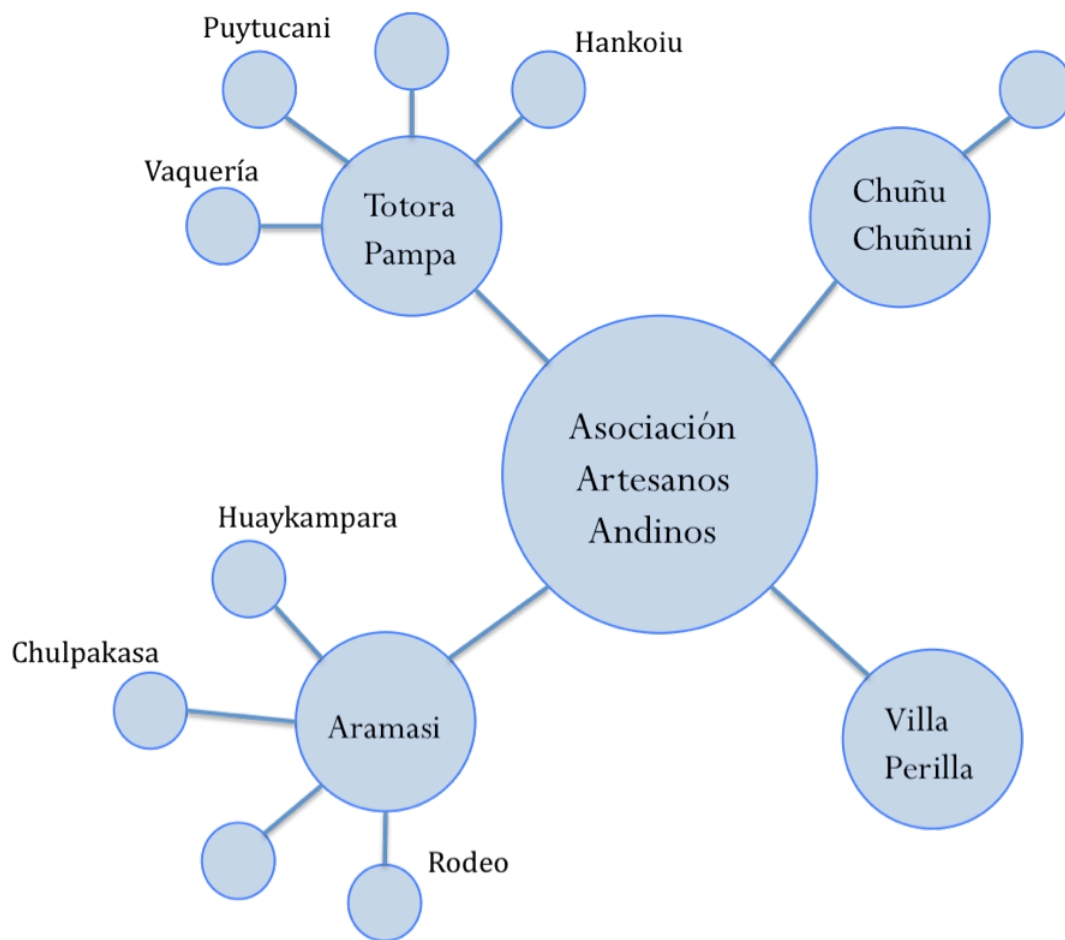 Puytucani
Hankoiu
Vaquería
Totora
Pampa
Chuñu
Chuñuni
Asociación
Artesanos
Andinos
Huaykampara
Chulpakasa
Aramasi
Rodeo
Villa
Perilla